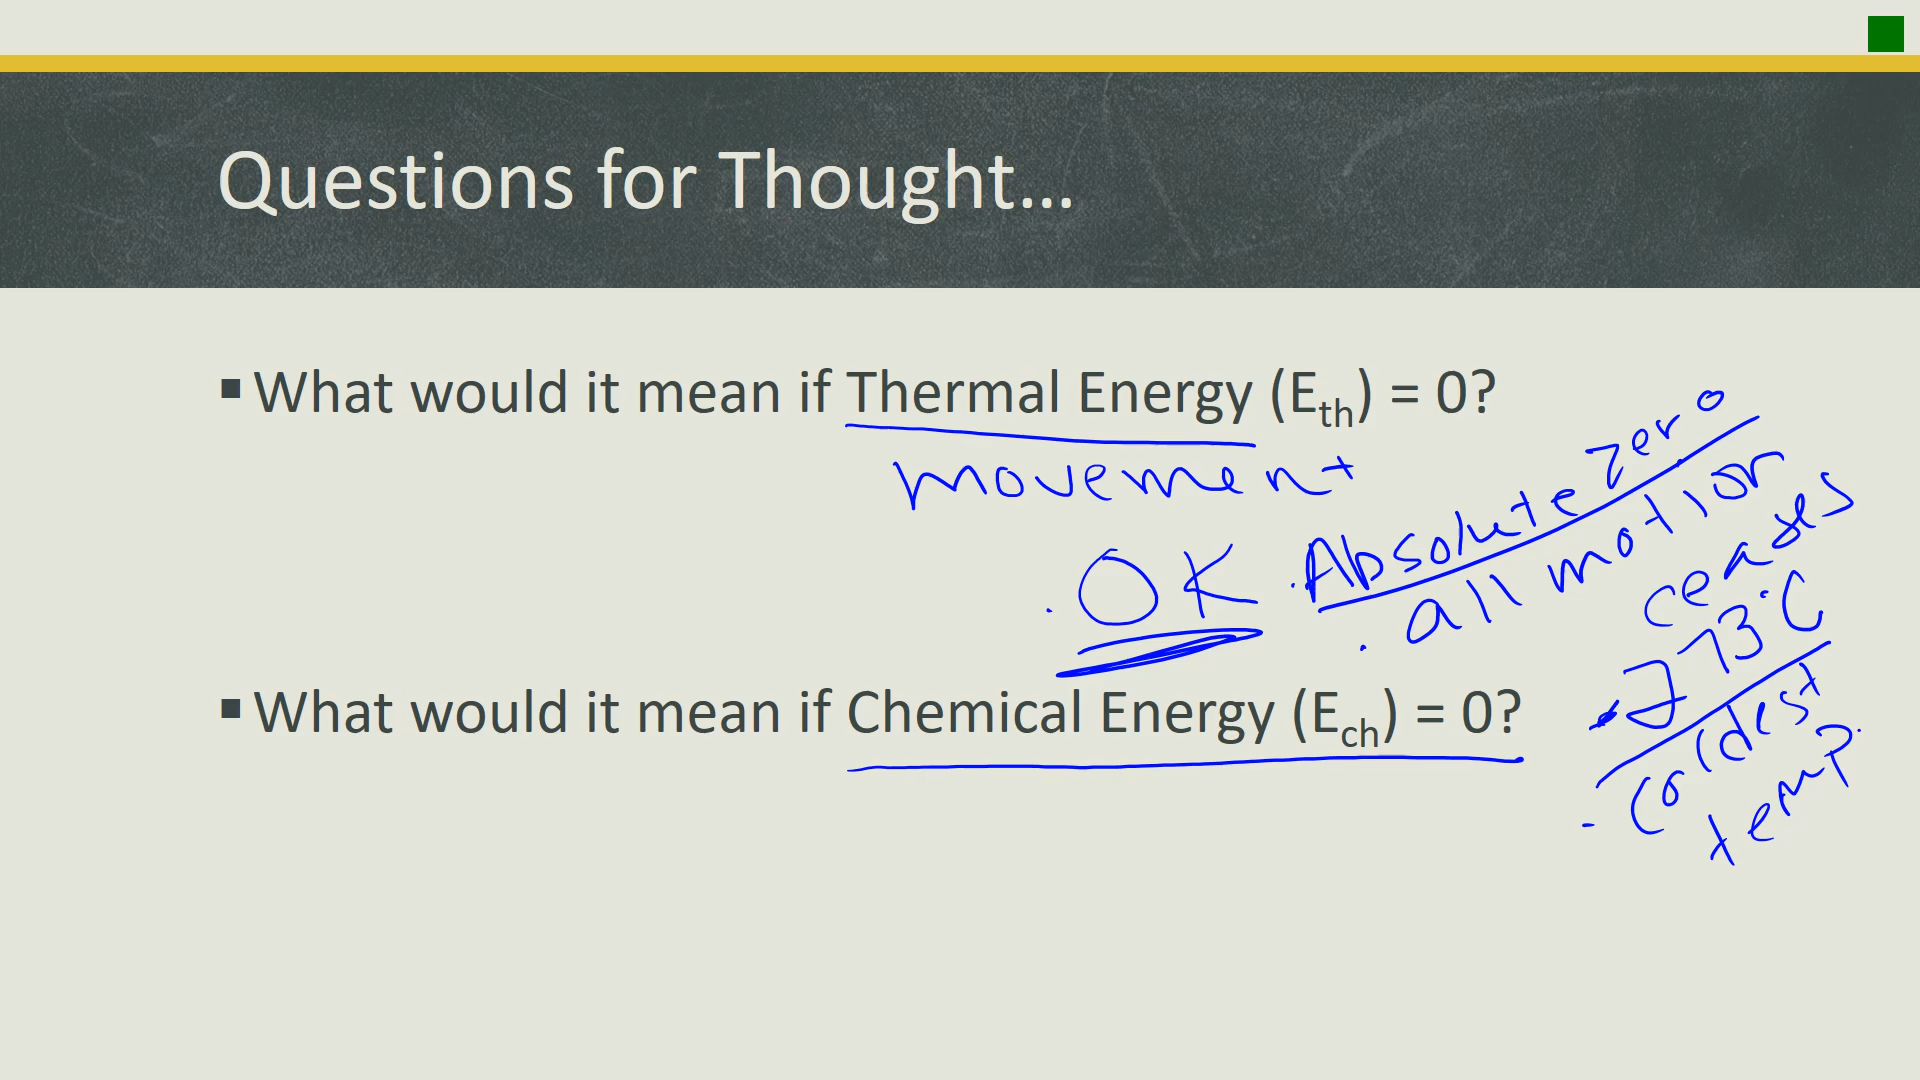 Questions for Thought...
What would it mean if Thermal Energy (Eth) = 0?
movement
. 0K
. Absolute zero
. all motion
ceases
-273°C
- coldest
temp.
What would it mean if Chemical Energy (Ech) = 0?